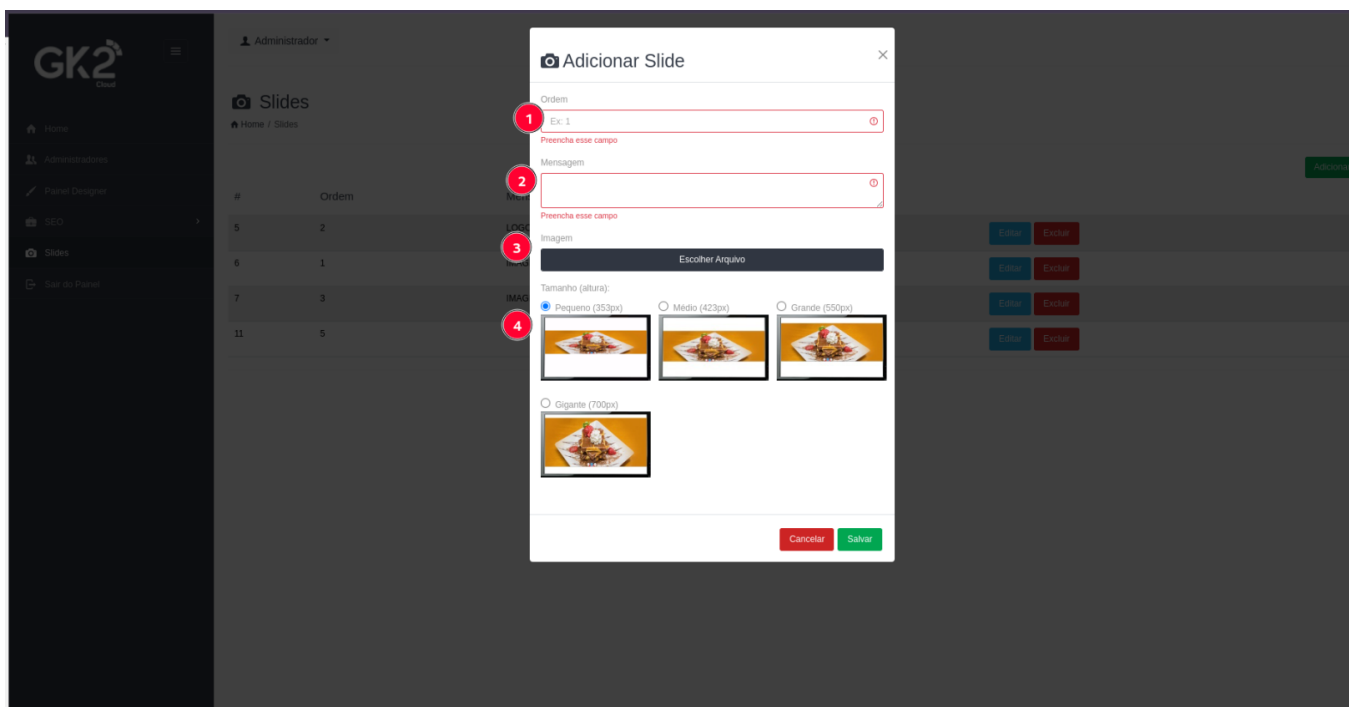 GK2
Cloud
Administrador
Slides
Home / Slides
Home
Administradores
Painel Designer
SEO
Slides
Sair do Painel
# Ordem
5 2 Editar Excluir
6 1 Editar Excluir
7 3 IMAG Editar Excluir
11 5 Editar Excluir
Adicionar Slide
×
1
Ordem
Ex: 1
Preencha esse campo
2
Mensagem
Preencha esse campo
3
Imagem
Escolher Arquivo
4
Tamanho (altura):
Pequeno (353px) Médio (423px) Grande (550px)
Gigante (700px)
Cancelar Salvar